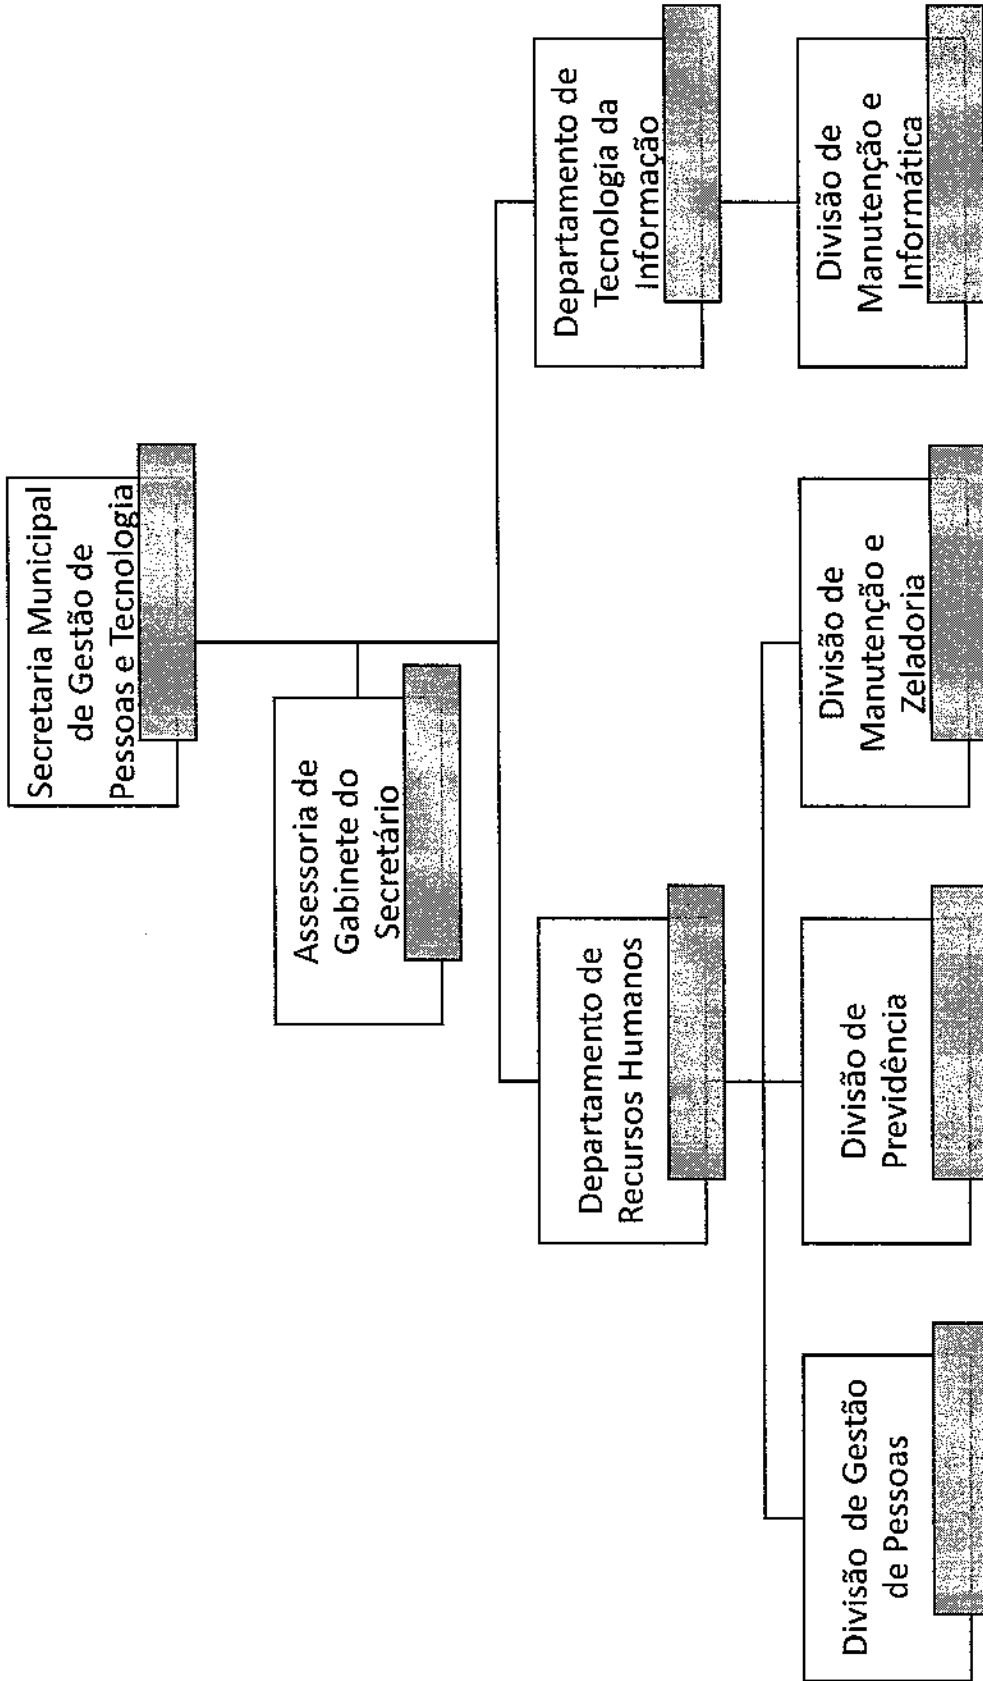 Secretaria Municipal
de Gestão de
Pessoas e Tecnologia
Assessoria de
Gabinete do
Secretário
Departamento de
Recursos Humanos
Departamento de
Tecnologia da
Informação
Divisão de Gestão
de Pessoas
Divisão de
Previdência
Divisão de
Manutenção e
Zeladoria
Divisão de
Manutenção e
Informática